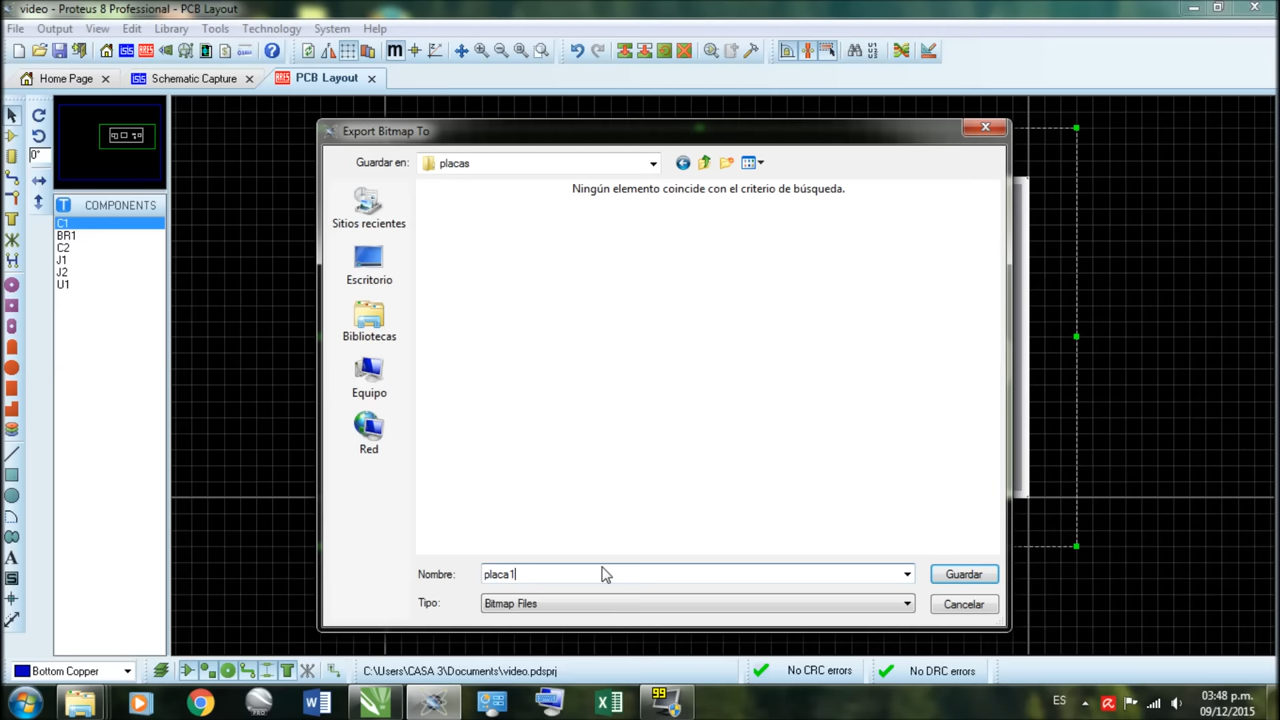 video - Proteus 8 Professional - PCB Layout
File Output View Edit Library Tools Technology System Help
Home Page
Schematic Capture
PCB Layout
Export Bitmap To
Guardar en: placas
Ningún elemento coincide con el criterio de búsqueda.
0°
COMPONENTS
C1
BR1
C2
J1
J2
U1
Sitios recientes
Escritorio
Bibliotecas
Equipo
Red
Nombre: placa1 Guardar
Tipo: Bitmap Files Cancelar
Bottom Copper C:\Users\CASA 3\Documents\video.pdsprj No CRC errors No DRC errors
99
ES 03:48 p.m.
09/12/2015